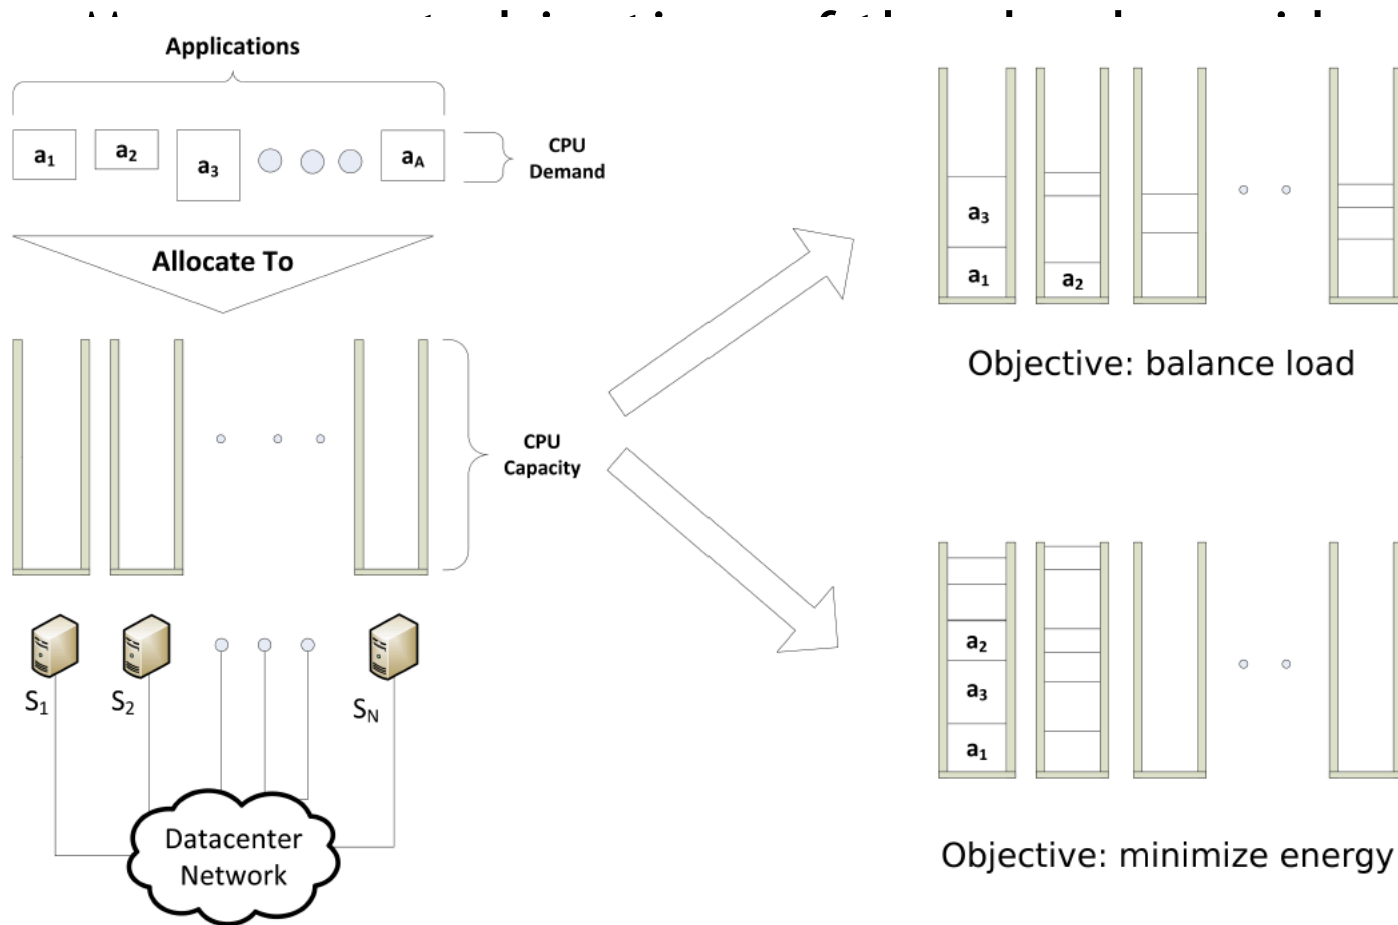 Applications
a1
a2
a3
aA
CPU
Demand
Allocate To
CPU
Capacity
S1
S2
SN
Datacenter
Network
a3
a1
a2
Objective: balance load
a2
a3
a1
Objective: minimize energy